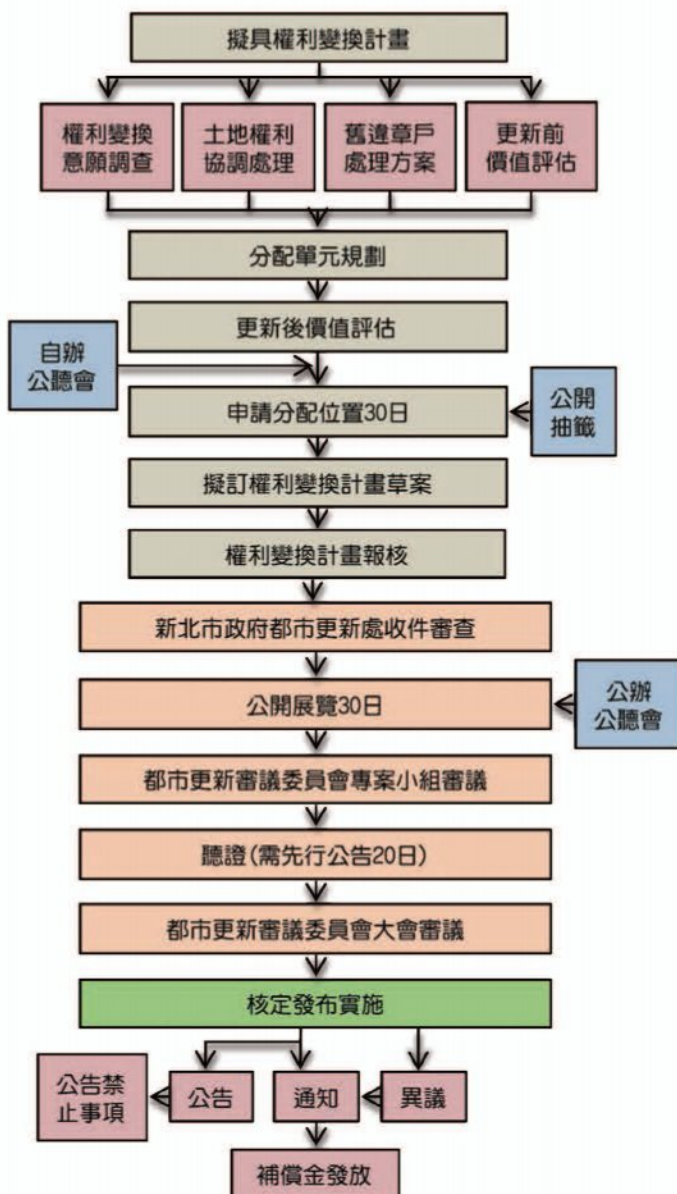 擬具權利變換計畫
權利變換
意願調查
土地權利
協調處理
舊違章戶
處理方案
更新前
價值評估
分配單元規劃
更新後價值評估
自辦
公聽會
申請分配位置30日
公開
抽籤
擬訂權利變換計畫草案
權利變換計畫報核
新北市政府都市更新處收件審查
公開展覽30日
公辦
公聽會
都市更新審議委員會專案小組審議
聽證(需先行公告20日)
都市更新審議委員會大會審議
核定發布實施
公告禁
止事項
公告
通知
異議
補償金發放